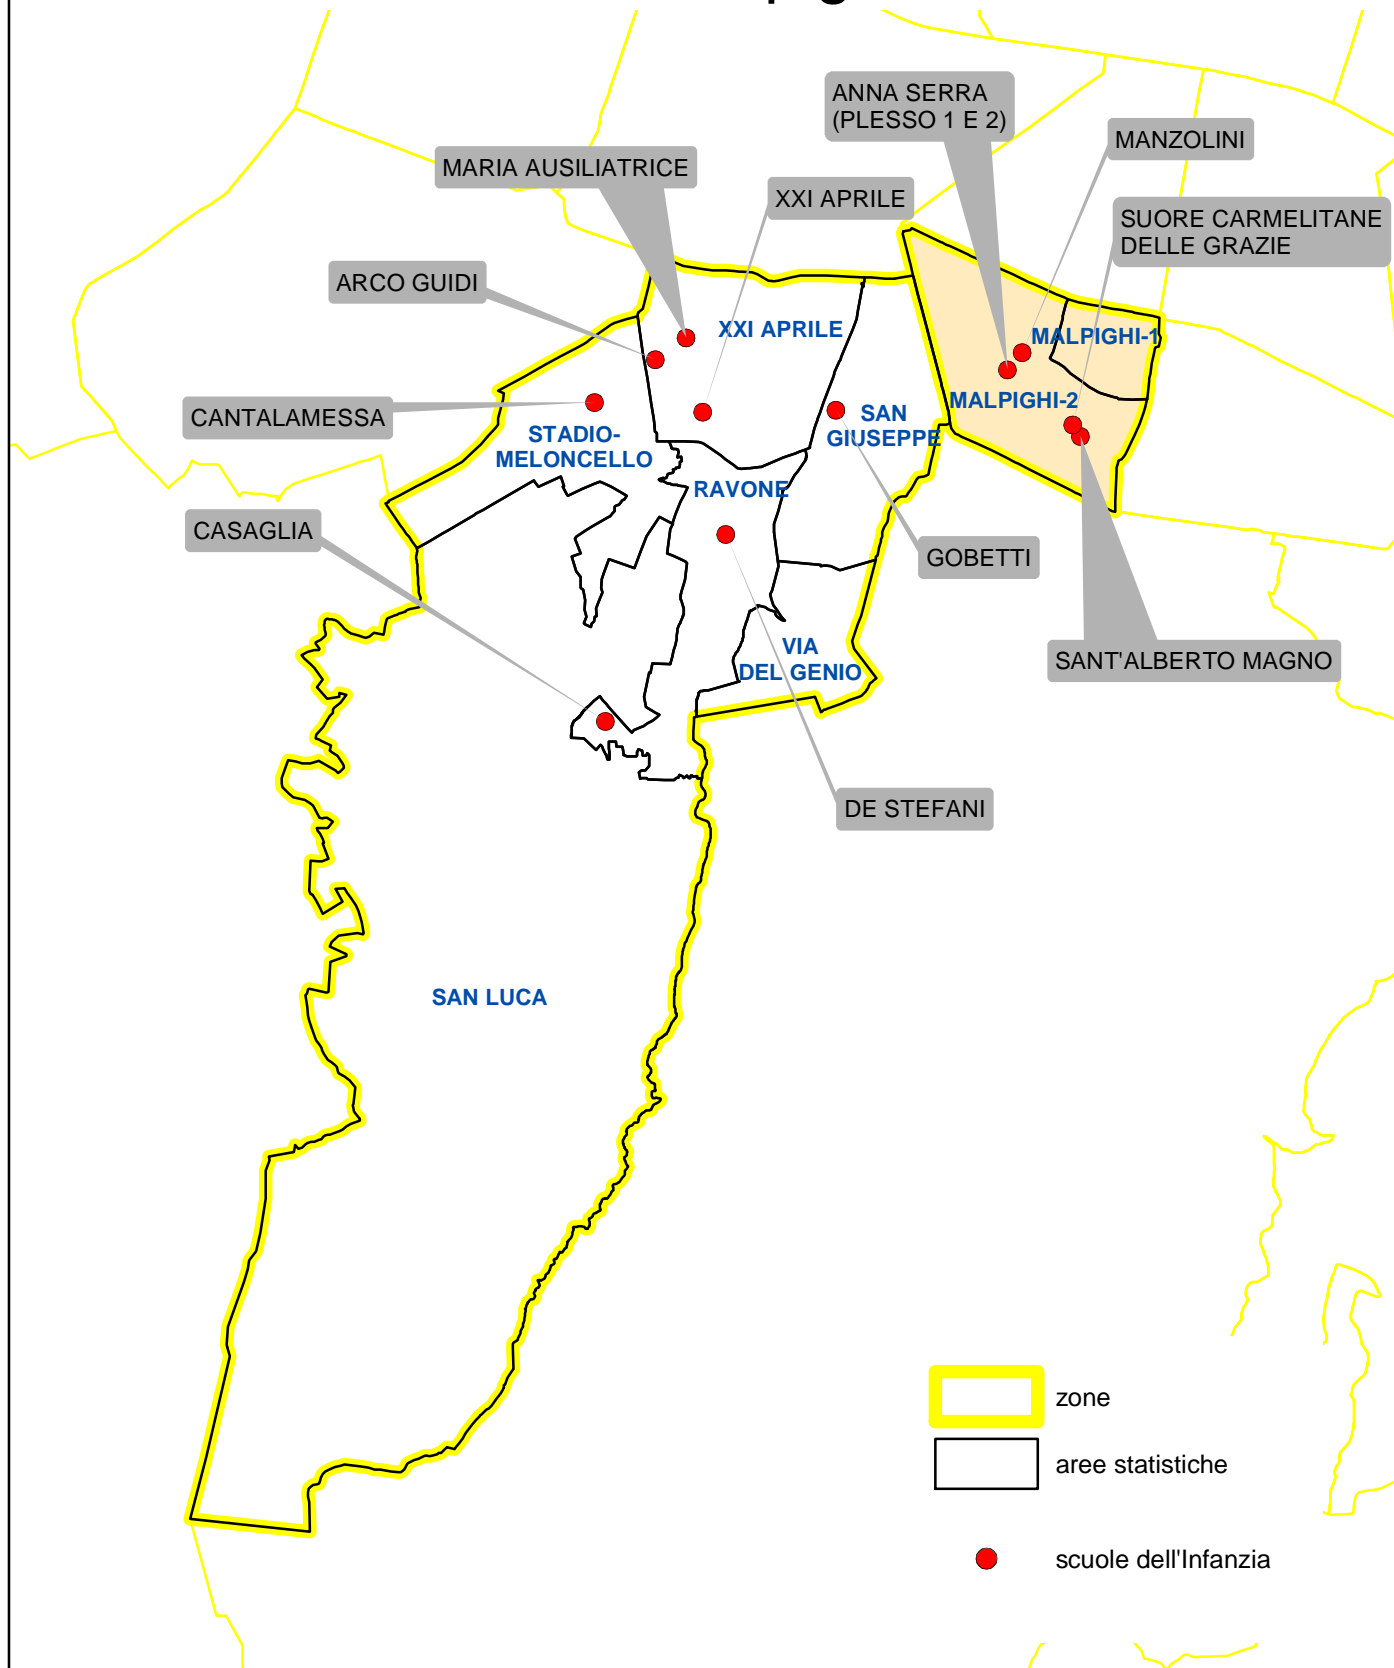 ANNA SERRA
(PLESSO 1 E 2)
MANZOLINI
MARIA AUSILIATRICE
XXI APRILE
SUORE CARMELITANE
DELLE GRAZIE
ARCO GUIDI
XXI APRILE
MALPIGHI-1
CANTALAMESSA
MALPIGHI-2
SAN
GIUSEPPE
STADIO-
MELONCELLO
RAVONE
CASAGLIA
GOBETTI
VIA
DEL GENIO
SANT'ALBERTO MAGNO
DE STEFANI
SAN LUCA
zone
aree statistiche
scuole dell'Infanzia